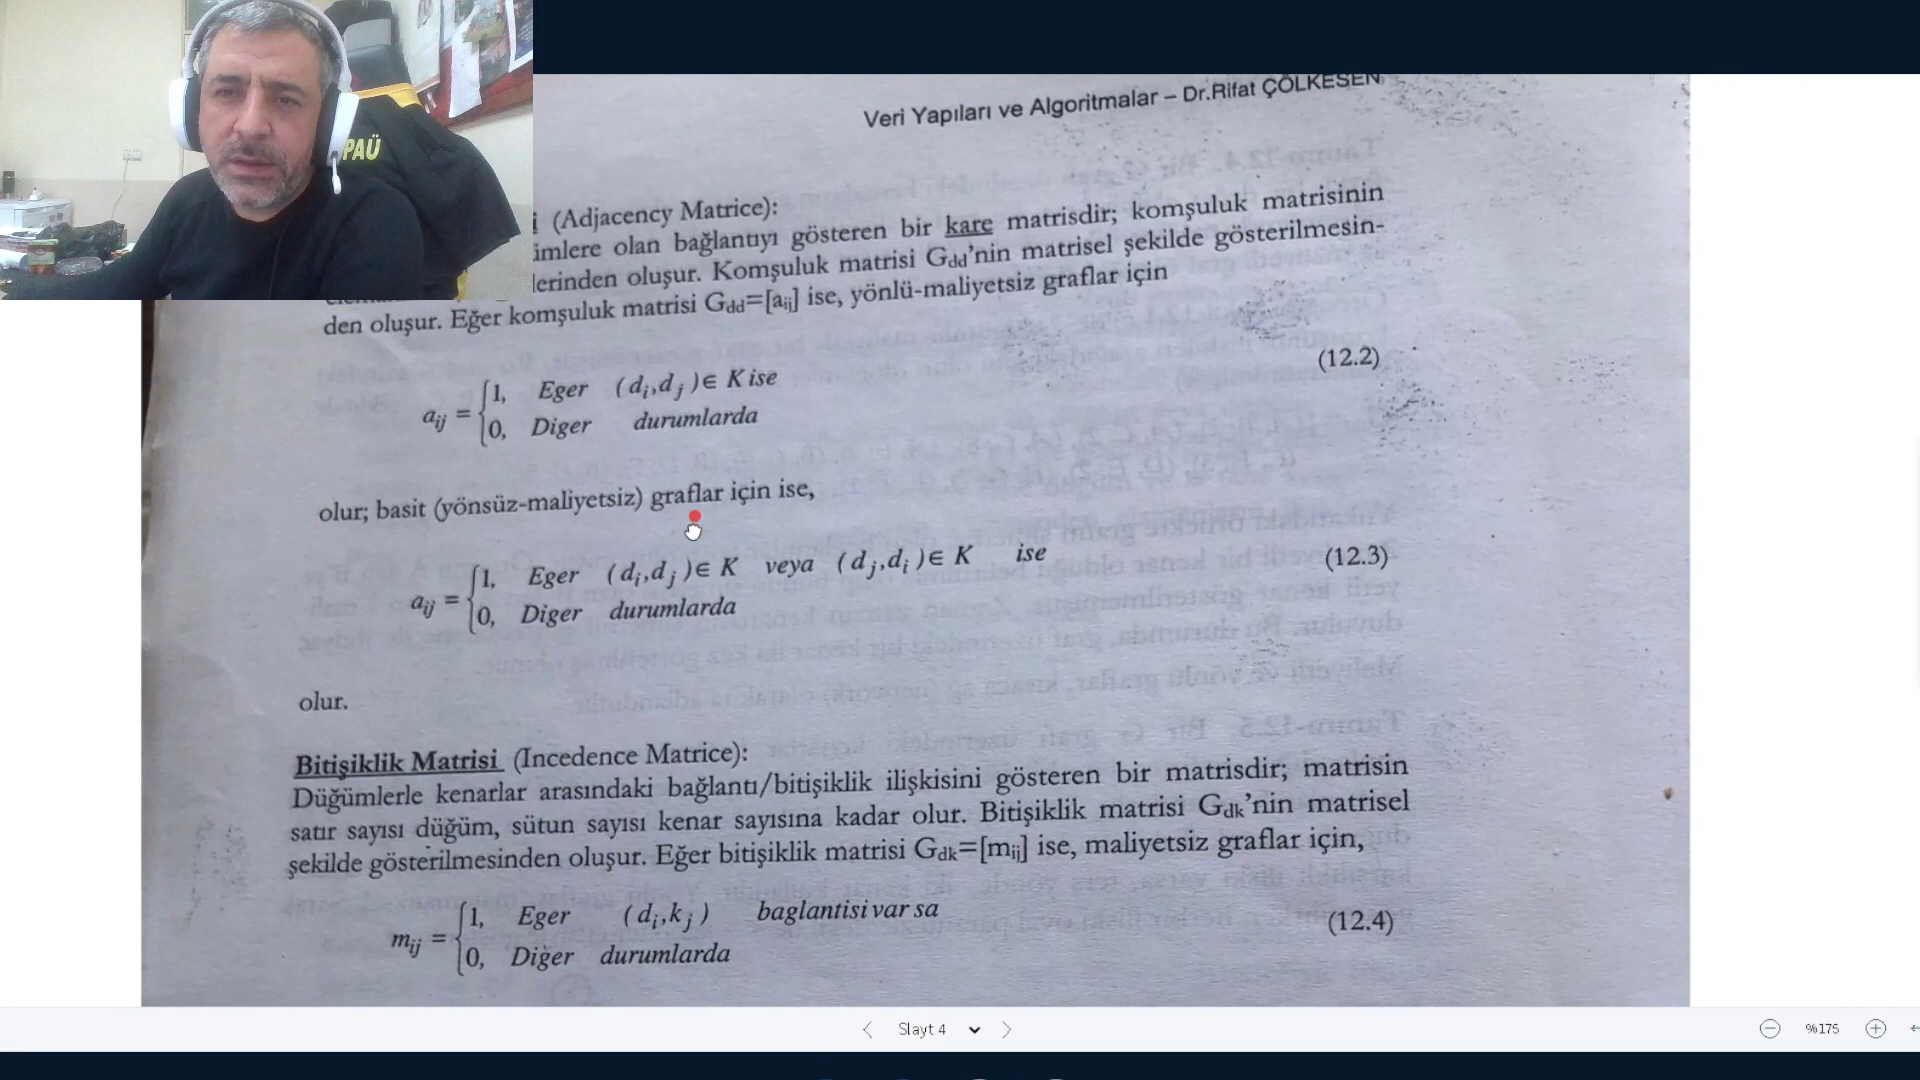 PAÜ
Veri Yapıları ve Algoritmalar – Dr.Rifat ÇÖLKESEN
i (Adjacency Matrice):
imlere olan bağlantıyı gösteren bir kare matrisdir; komşuluk matrisinin
lerinden oluşur. Komşuluk matrisi Gdd'nin matrisel şekilde gösterilmesin-
den oluşur. Eğer komşuluk matrisi Gdd=[aij] ise, yönlü-maliyetsiz graflar için
(12.2)
aij = {1, Eger (di,dj)∈ K ise
0, Diger durumlarda
olur; basit (yönsüz-maliyetsiz) graflar için ise,
aij = {1, Eger (di,dj)∈ K veya (dj,di)∈ K ise (12.3)
0, Diger durumlarda
olur.
Bitişiklik Matrisi (Incedence Matrice):
Düğümlerle kenarlar arasındaki bağlantı/bitişiklik ilişkisini gösteren bir matrisdir; matrisin
satır sayısı düğüm, sütun sayısı kenar sayısına kadar olur. Bitişiklik matrisi Gdk'nin matrisel
şekilde gösterilmesinden oluşur. Eğer bitişiklik matrisi Gdk=[mij] ise, maliyetsiz graflar için,
mij = {1, Eger (di,kj) baglantisi var sa (12.4)
0, Diğer durumlarda
Slayt 4
%175